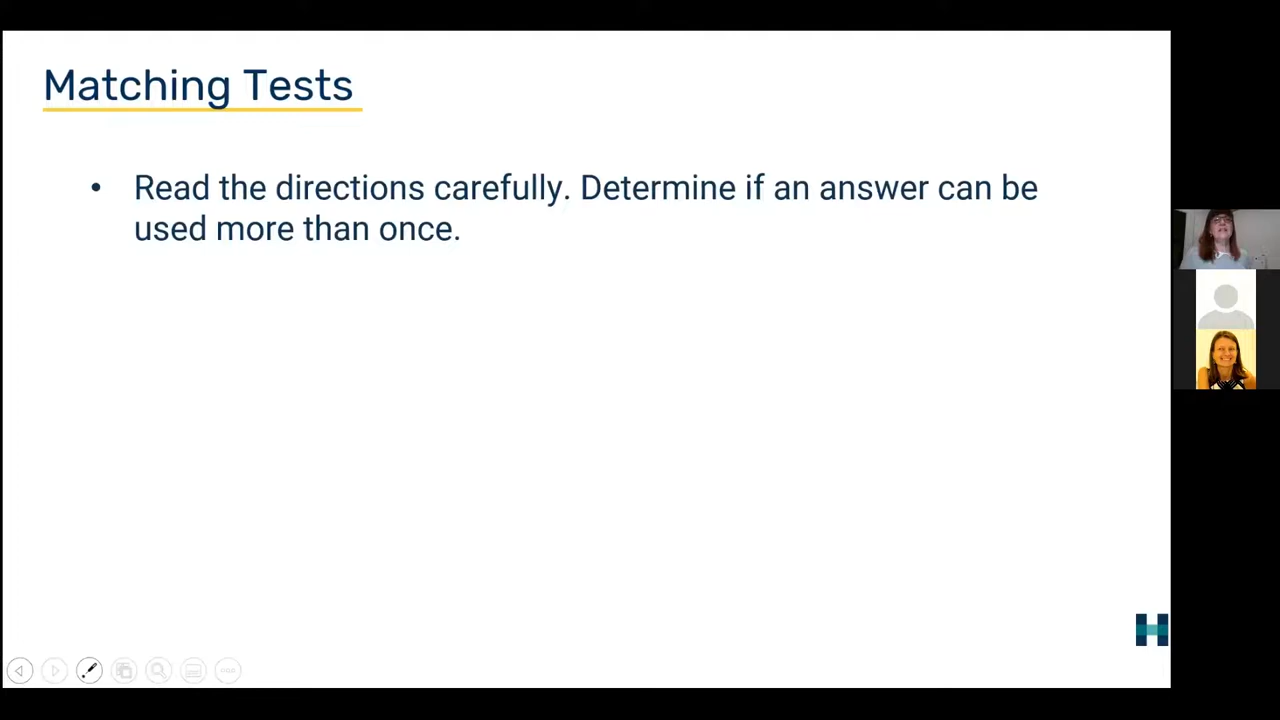 Matching Tests
• Read the directions carefully. Determine if an answer can be
used more than once.
H